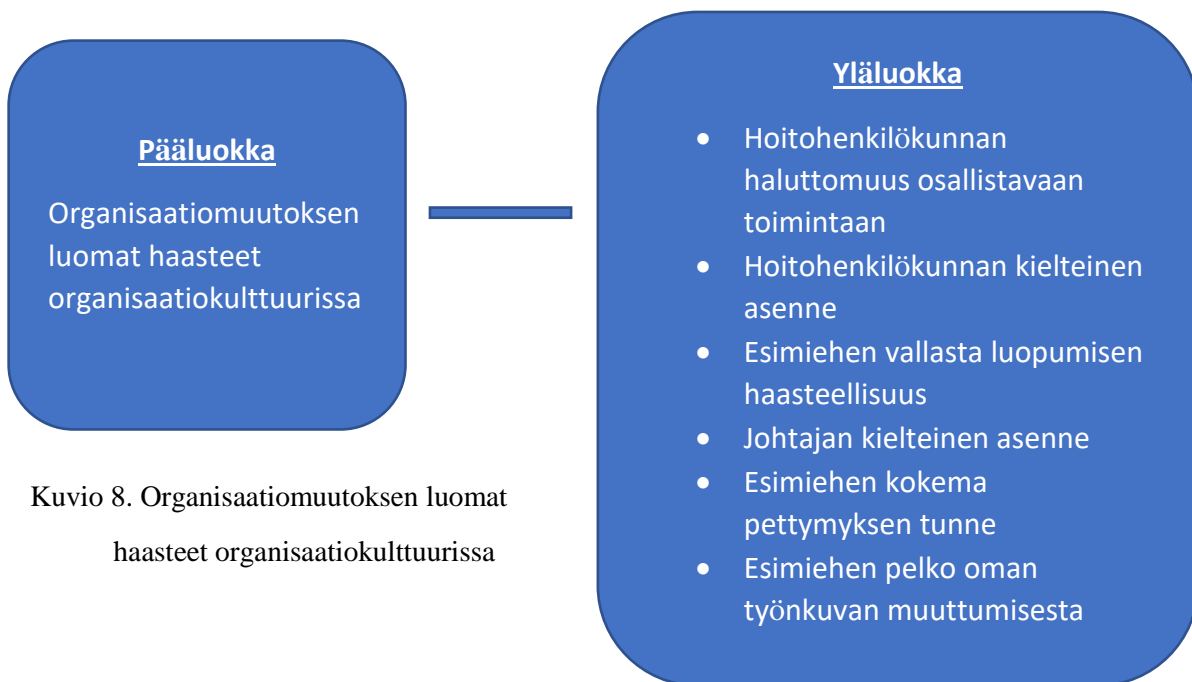 Pääluokka
Organisaatiomuutoksen
luomat haasteet
organisaatiokulttuurissa
Kuvio 8. Organisaatiomuutoksen luomat
haasteet organisaatiokulttuurissa
Yläluokka
• Hoitohenkilökunnan
haluttomuus osallistavaan
toimintaan
• Hoitohenkilökunnan kielteinen
asenne
• Esimiehen vallasta luopumisen
haasteellisuus
• Johtajan kielteinen asenne
• Esimiehen kokema
pettymyksen tunne
• Esimiehen pelko oman
työnkuvan muuttumisesta